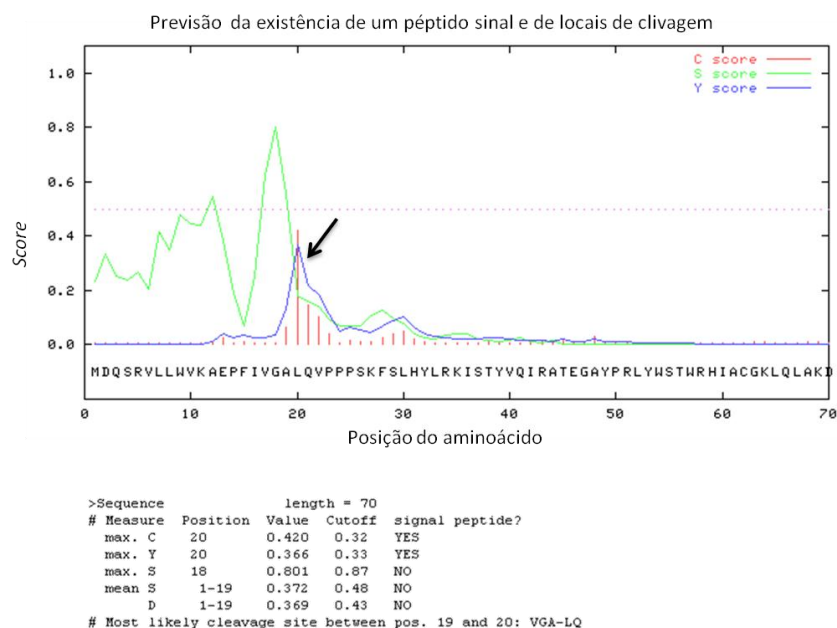 Previsão da existência de um péptido sinal e de locais de clivagem
C score
S score
Y score
1.0
0.8
0.6
0.4
0.2
0.0
Score
MDQSRVLLWVKAEPFIVGALQVPPPSKFSLHYLRKISTYVQIRATEGAYPRLYWSTWRHIACGKLQLAKD
0 10 20 30 40 50 60 70
Posição do aminoácido
>Sequence length = 70
# Measure Position Value Cutoff signal peptide?
max. C 20 0.420 0.32 YES
max. Y 20 0.366 0.33 YES
max. S 18 0.801 0.87 NO
mean S 1-19 0.372 0.48 NO
D 1-19 0.369 0.43 NO
# Most likely cleavage site between pos. 19 and 20: VGA-LQ